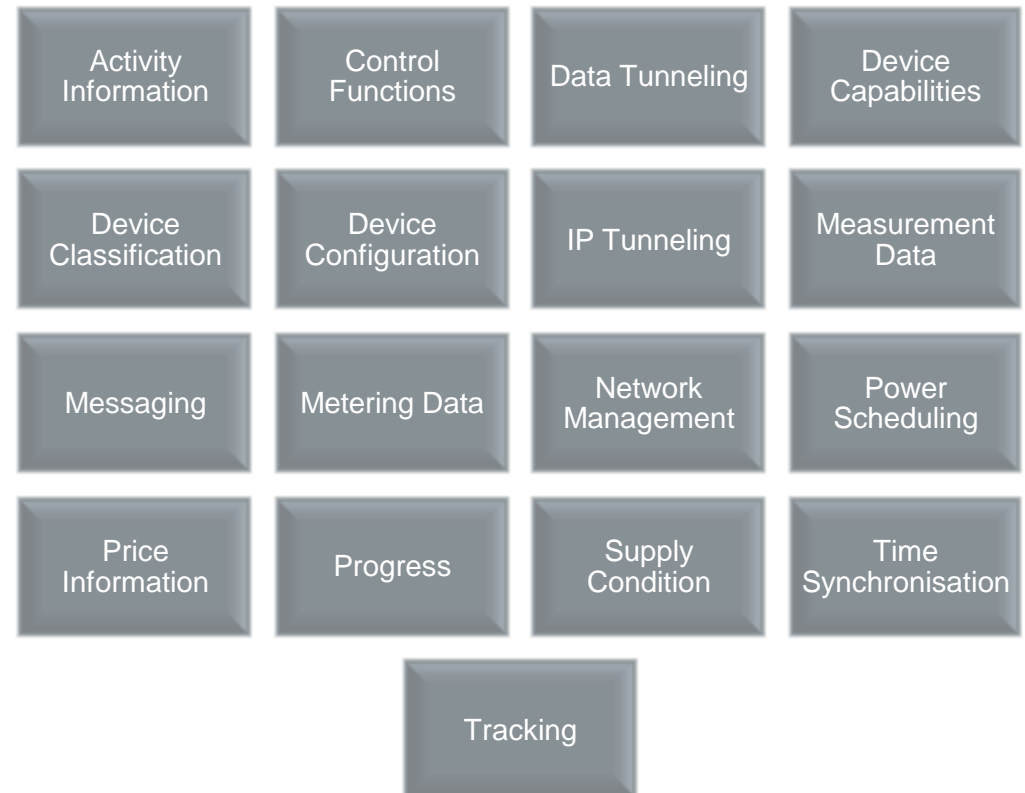 Activity
Information
Control
Functions
Data Tunneling
Device
Capabilities
Device
Classification
Device
Configuration
IP Tunneling
Measurement
Data
Messaging
Metering Data
Network
Management
Power
Scheduling
Price
Information
Progress
Supply
Condition
Time
Synchronisation
Tracking